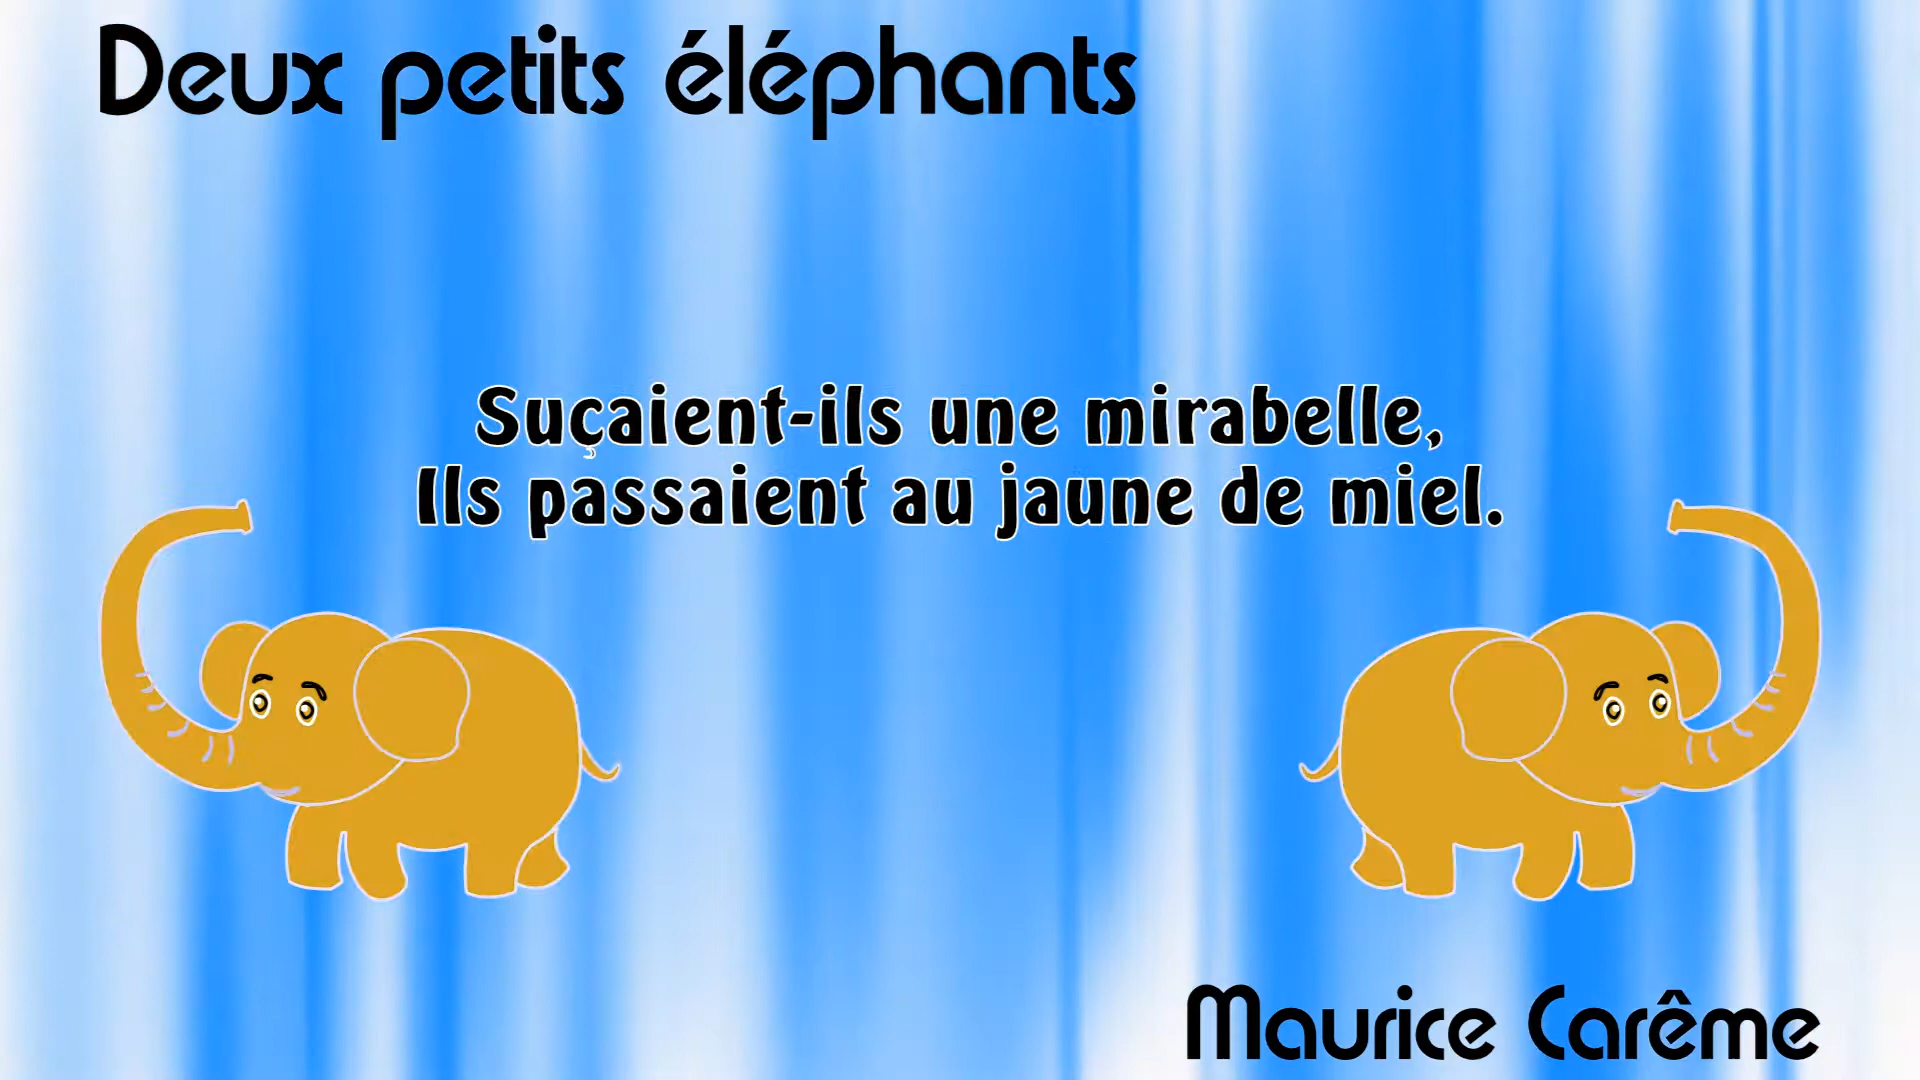 Deux petits éléphants
Suçaient-ils une mirabelle,
Ils passaient au jaune de miel.
Maurice Carême